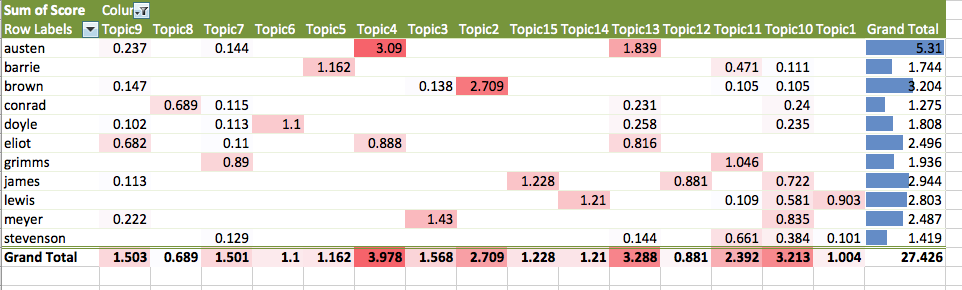 Sum of Score Colur
Row Labels Topic9 Topic8 Topic7 Topic6 Topic5 Topic4 Topic3 Topic2 Topic15 Topic14 Topic13 Topic12 Topic11 Topic10 Topic1 Grand Total
austen 0.237 0.144 3.09 1.839 5.31
barrie 1.162 0.471 0.111 1.744
brown 0.147 0.138 2.709 0.105 0.105 3.204
conrad 0.689 0.115 0.231 0.24 1.275
doyle 0.102 0.113 1.1 0.258 0.235 1.808
eliot 0.682 0.11 0.888 0.816 2.496
grimms 0.89 1.046 1.936
james 0.113 1.228 0.881 0.722 2.944
lewis 1.21 0.109 0.581 0.903 2.803
meyer 0.222 1.43 0.835 2.487
stevenson 0.129 0.144 0.661 0.384 0.101 1.419
Grand Total 1.503 0.689 1.501 1.1 1.162 3.978 1.568 2.709 1.228 1.21 3.288 0.881 2.392 3.213 1.004 27.426